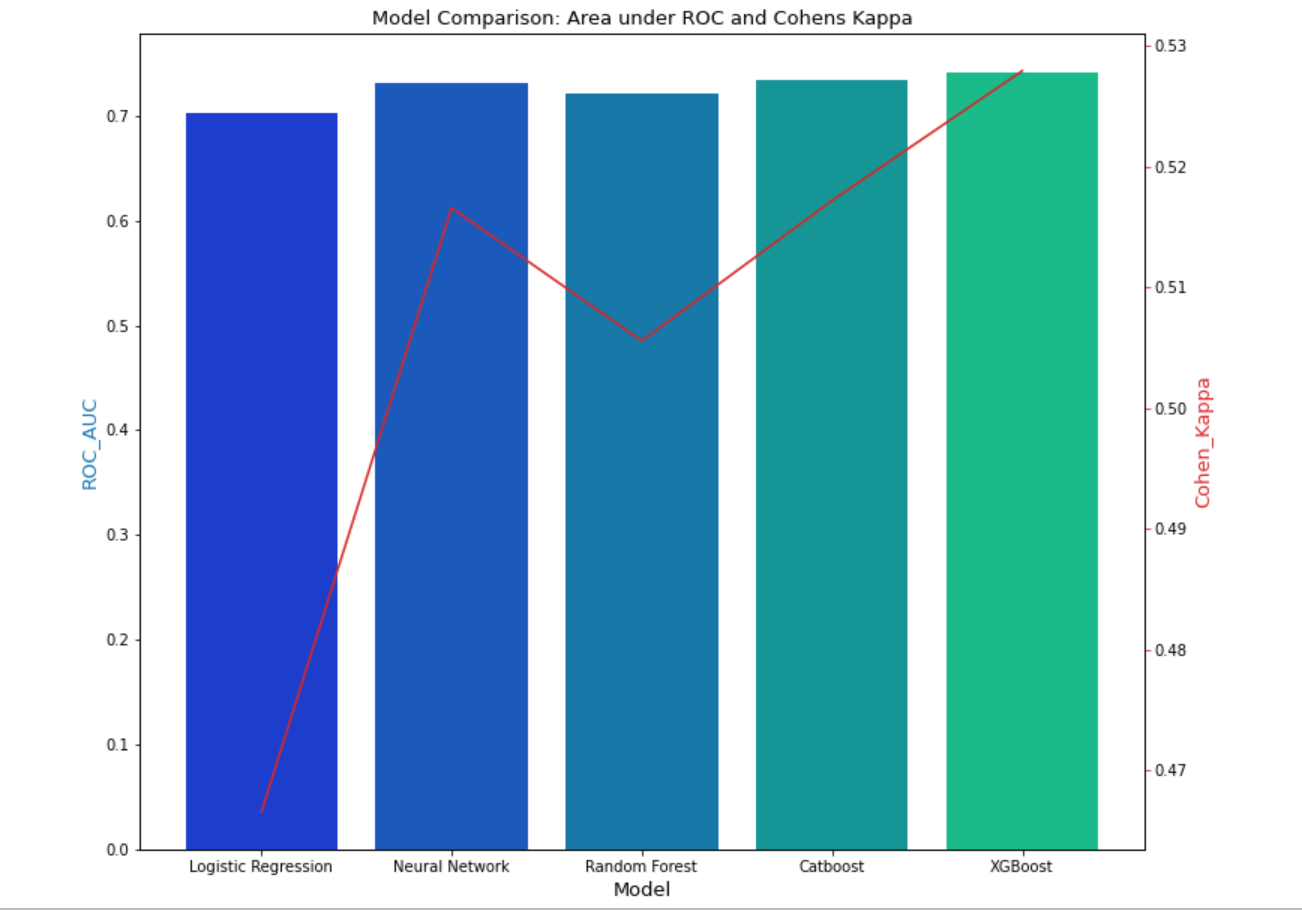 Model Comparison: Area under ROC and Cohens Kappa
ROC_AUC
0.7
0.6
0.5
0.4
0.3
0.2
0.1
0.0
Logistic Regression
Neural Network
Random Forest
Catboost
XGBoost
Model
0.53
0.52
0.51
0.50
0.49
0.48
0.47
Cohen_Kappa